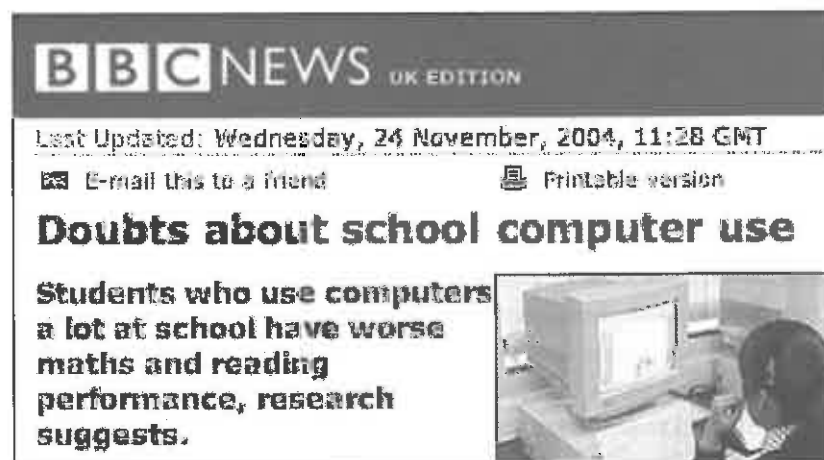 BBC NEWS UK EDITION
Last Updated: Wednesday, 24 November, 2004, 11:28 GMT
E-mail this to a friend Printable version
Doubts about school computer use
Students who use computers
a lot at school have worse
maths and reading
performance, research
suggests.